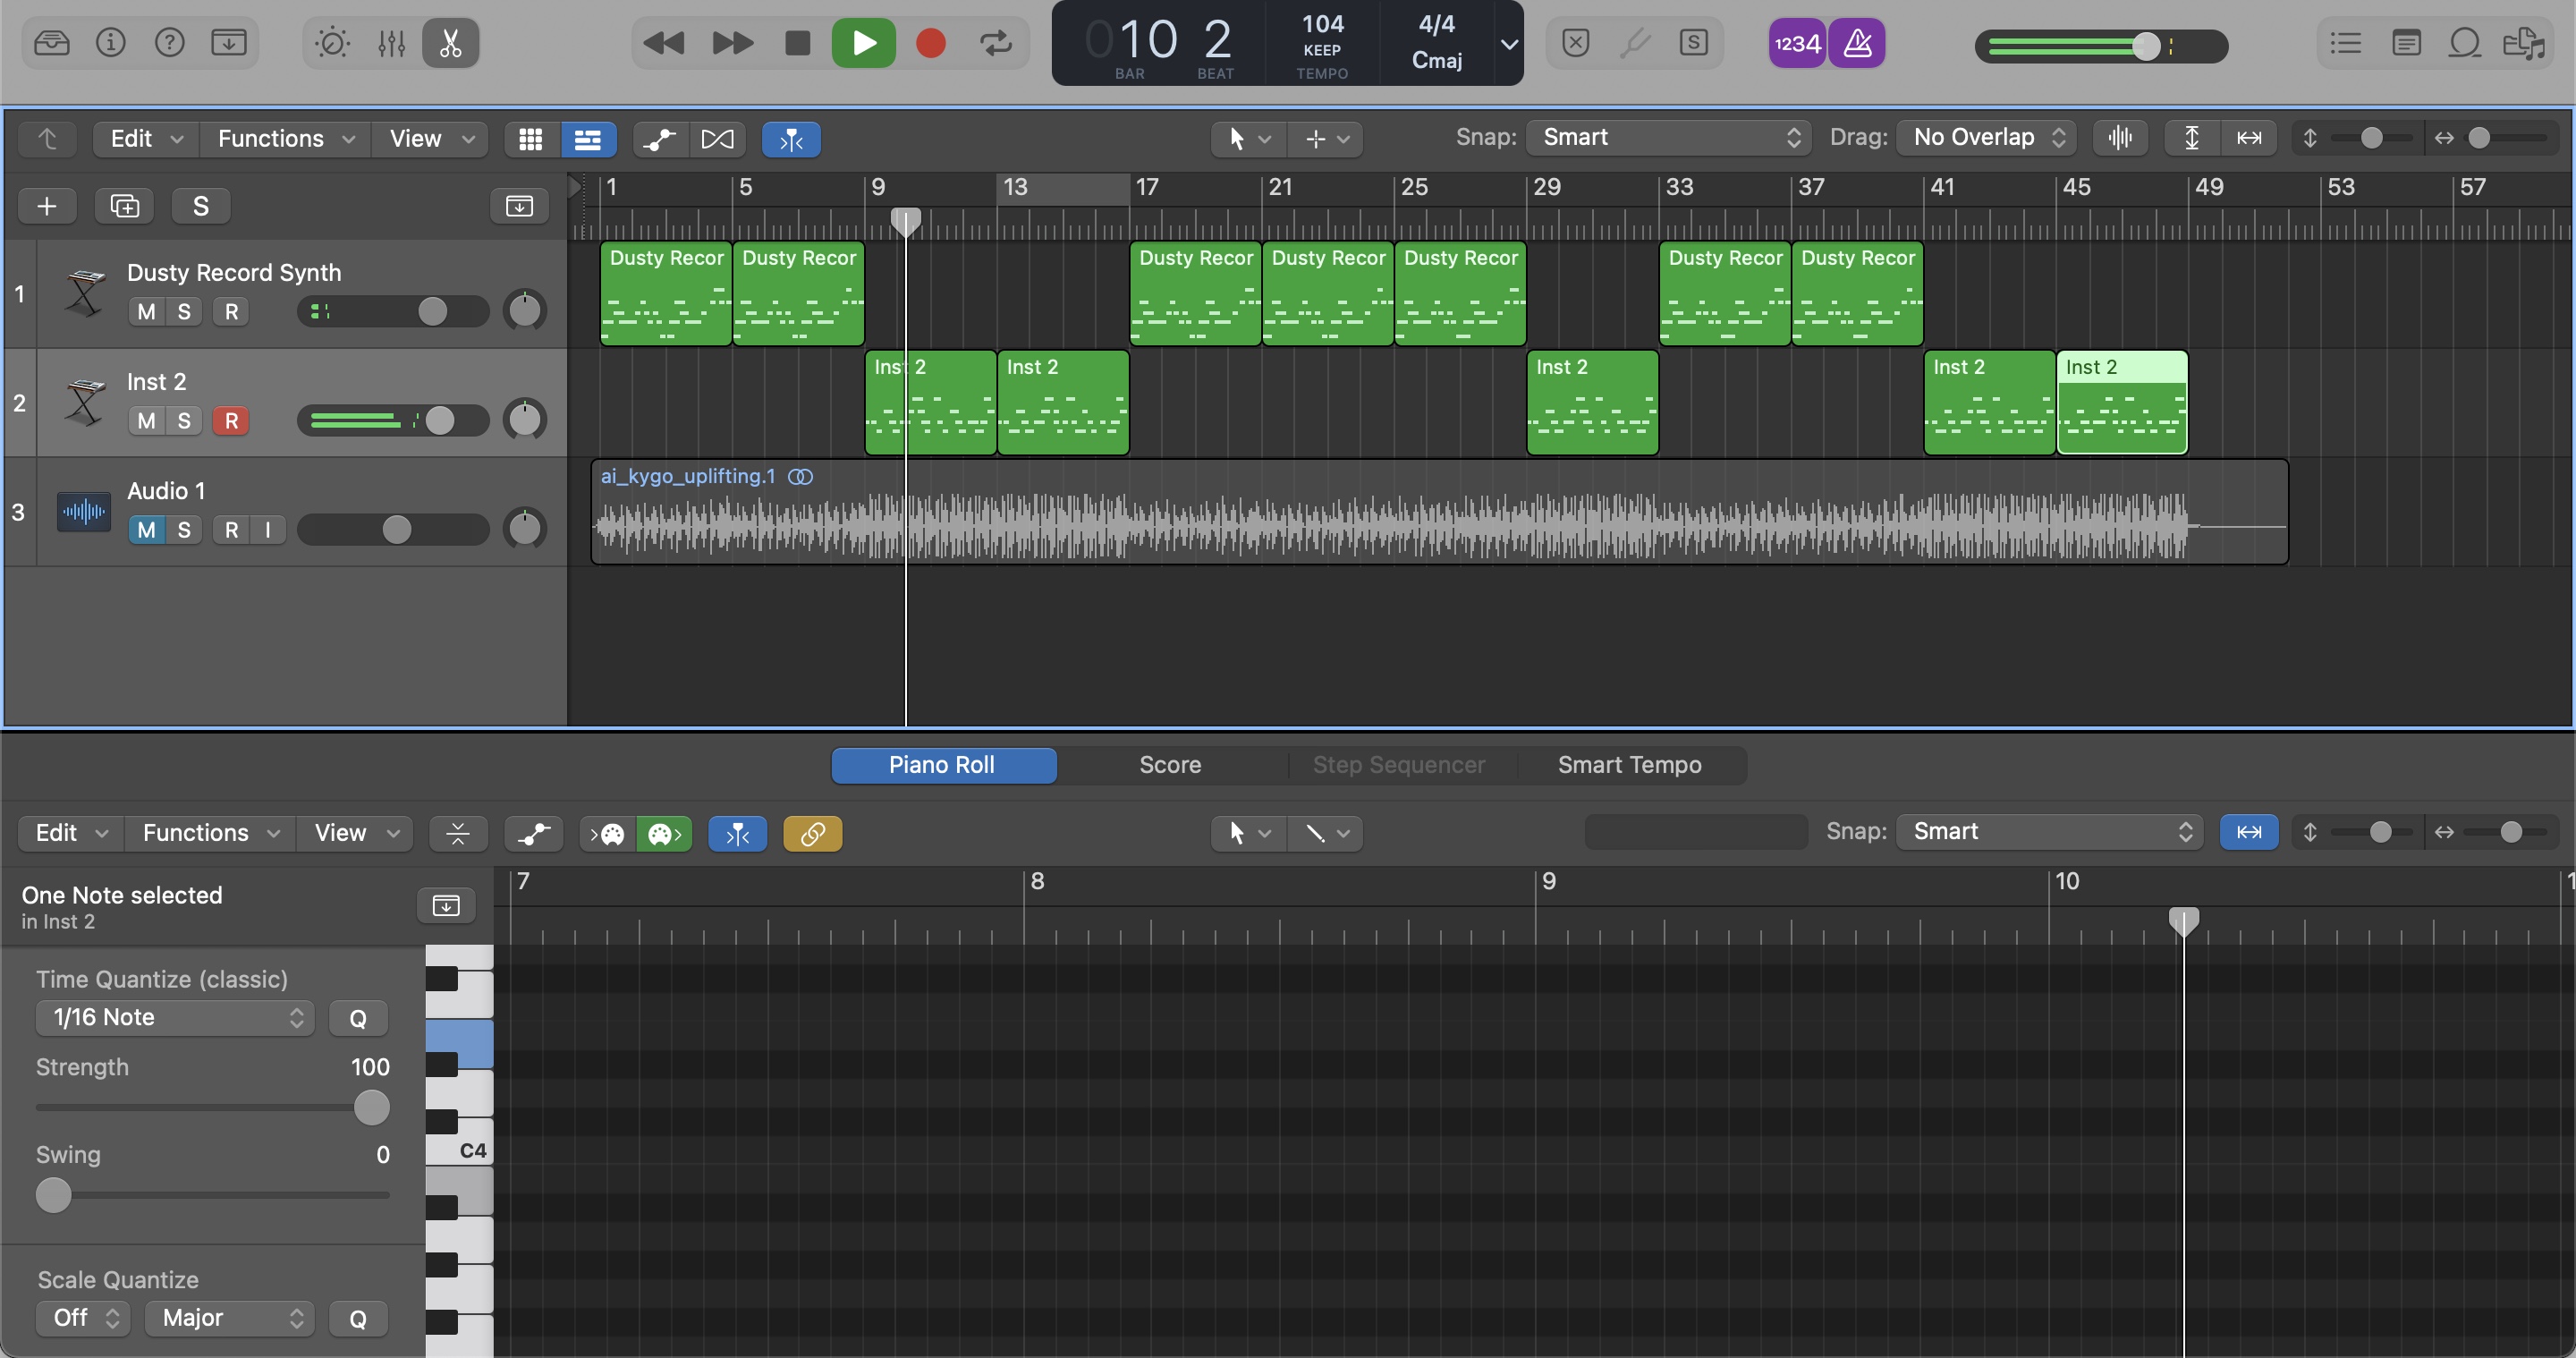 010 2 104 4/4
KEEP Cmaj
BAR BEAT TEMPO
S
1234
Edit Functions View
Snap: Smart Drag: No Overlap
+ S
1 5 9 13 17 21 25 29 33 37 41 45 49 53 57
1 Dusty Record Synth
M S R
Dusty Recor Dusty Recor Dusty Recor Dusty Recor Dusty Recor Dusty Recor Dusty Recor
2 Inst 2
M S R
Inst 2 Inst 2 Inst 2 Inst 2 Inst 2
3 Audio 1
M S R I
ai_kygo_uplifting.1
Piano Roll Score Step Sequencer Smart Tempo
Edit Functions View
Snap: Smart
One Note selected
in Inst 2
7 8 9 10 1
Time Quantize (classic)
1/16 Note Q
Strength 100
Swing 0
Scale Quantize
Off Major Q
C4